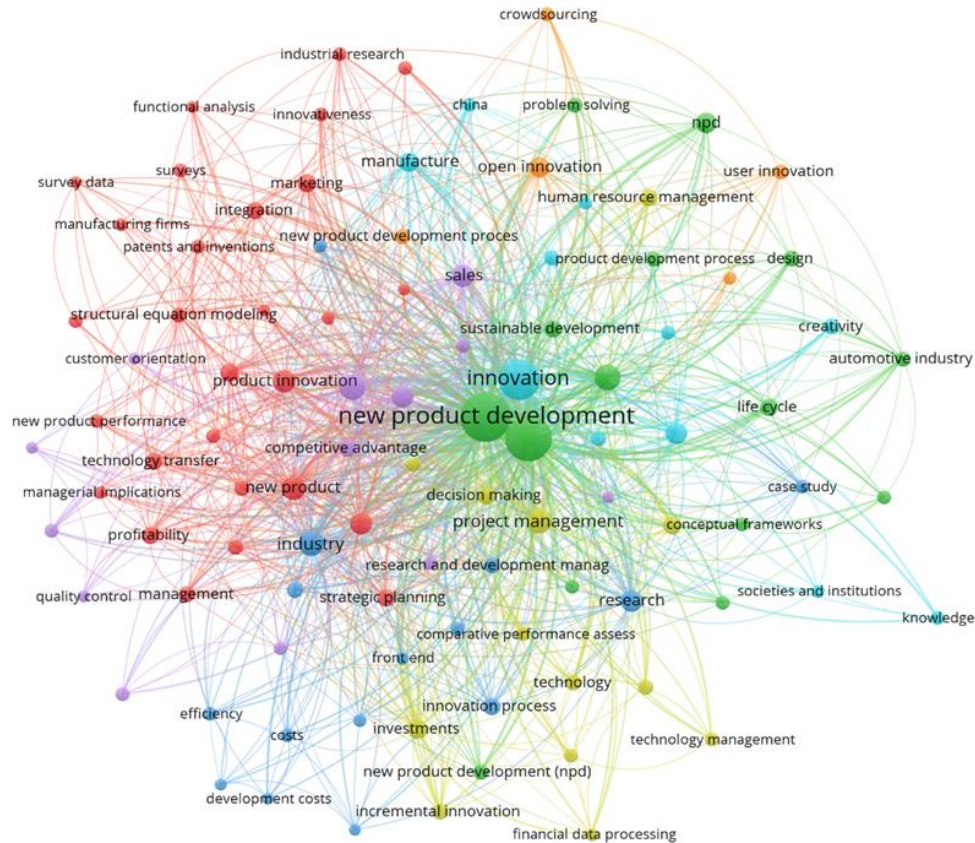 crowdsourcing
industrial research
functional analysis
china
problem solving
innovativeness
npd
manufacture
open innovation
surveys
user innovation
survey data
marketing
human resource management
integration
manufacturing firms
new product development proces
patents and inventions
product development process
design
sales
structural equation modeling
sustainable development
creativity
customer orientation
automotive industry
product innovation
innovation
life cycle
new product development
new product performance
competitive advantage
technology transfer
case study
managerial implications
new product
decision making
project management
conceptual frameworks
profitability
industry
research and development manag
societies and institutions
quality control
management
strategic planning
research
knowledge
comparative performance assess
front end
technology
efficiency
innovation process
costs
investments
technology management
new product development (npd)
development costs
incremental innovation
financial data processing